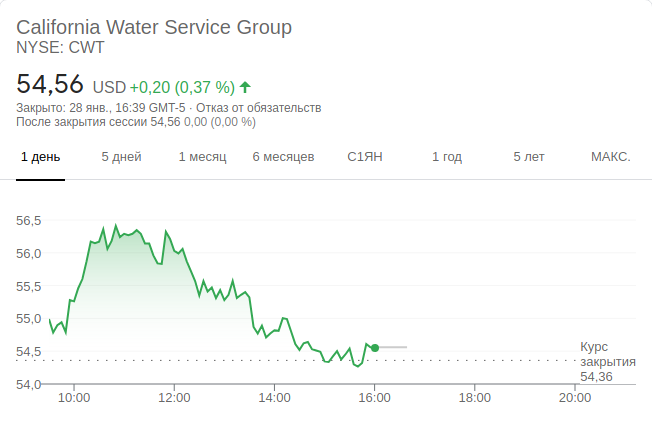 California Water Service Group
NYSE: CWT
54,56 USD +0,20 (0,37 %)
Закрыто: 28 янв., 16:39 GMT-5 · Отказ от обязательств
После закрытия сессии 54,56 0,00 (0,00 %)
1 день 5 дней 1 месяц 6 месяцев С1ЯН 1 год 5 лет МАКС.
56,5
56,0
55,5
55,0
54,5
54,0
Курс
закрытия
54,36
10:00 12:00 14:00 16:00 18:00 20:00